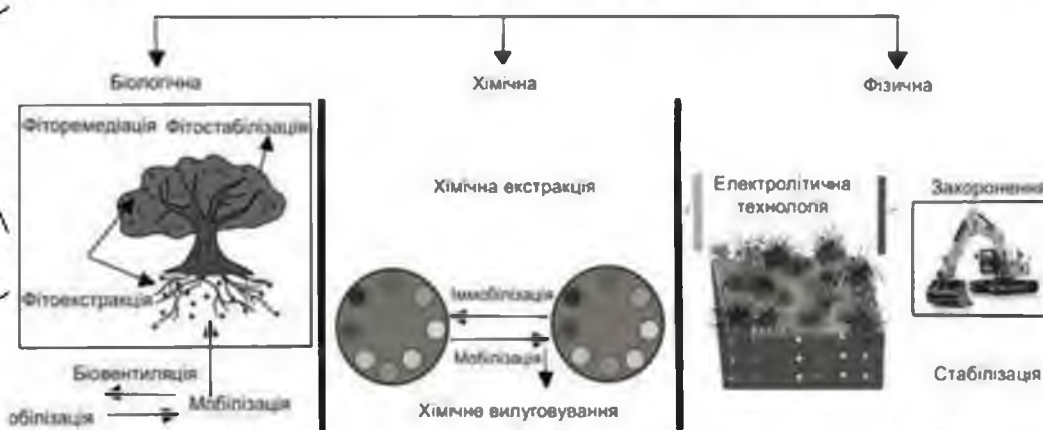 Біологічна
Хімічна
Фізична
Фіторемедіація Фітостабілізація
Фітоекстракція
Біовентиляція
обілізація
Мобілізація
Хімічна екстракція
Іммобілізація
Мобілізація
Хімічне вилуговування
Електролітична
технологія
Захоронення
Стабілізація